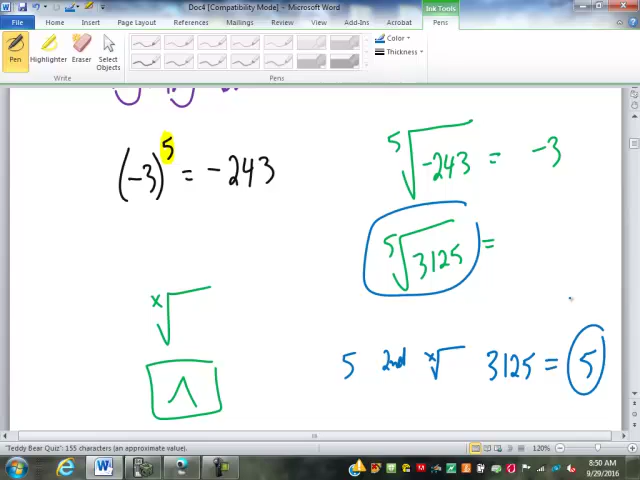 Doc4 [Compatibility Mode] - Microsoft Word
Ink Tools
File Home Insert Page Layout References Mailings Review View Add-Ins Acrobat Pens
Pen Highlighter Eraser Select Objects
Color
Thickness
Write
Pens
(-3)^5 = -243
⁵√-243 = -3
⁵√3125 =
ˣ√
^
5 2nd ˣ√ 3125 = 5
"Teddy Bear Quiz": 155 characters (an approximate value).
120%
8:50 AM
9/29/2016